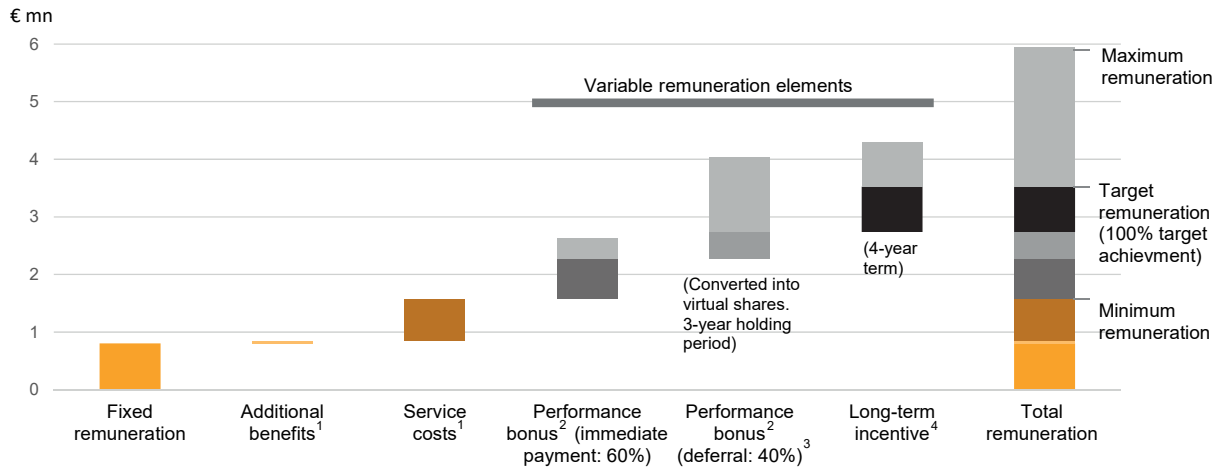 € mn
6
5
4
3
2
1
0
Variable remuneration elements
(Converted into
virtual shares.
3-year holding
period)
(4-year
term)
Maximum
remuneration
Target
remuneration
(100% target
achievment)
Minimum
remuneration
Fixed
remuneration
Additional
benefits1
Service
costs1
Performance
bonus2 (immediate
payment: 60%)
Performance
bonus2
(deferral: 40%)3
Long-term
incentive4
Total
remuneration